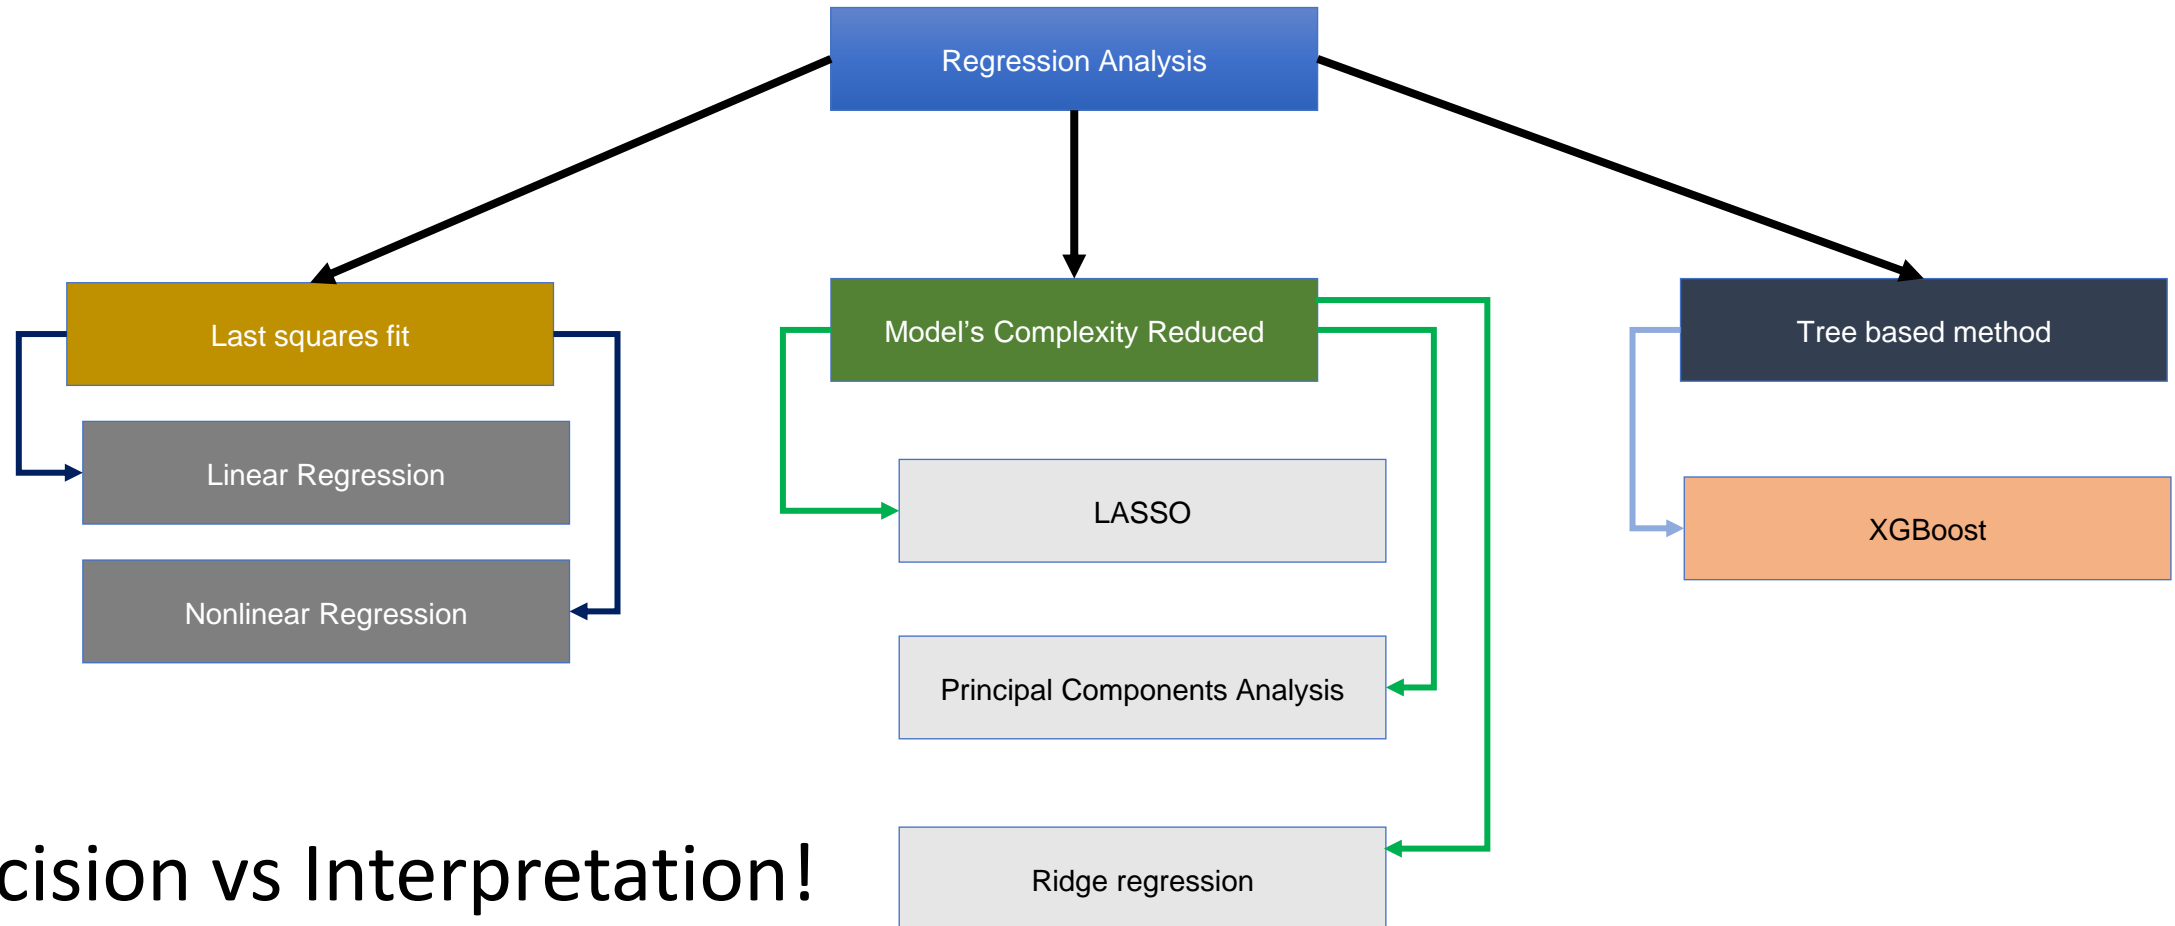 Regression Analysis
Last squares fit
Model's Complexity Reduced
Tree based method
Linear Regression
LASSO
XGBoost
Nonlinear Regression
Principal Components Analysis
cision vs Interpretation!
Ridge regression